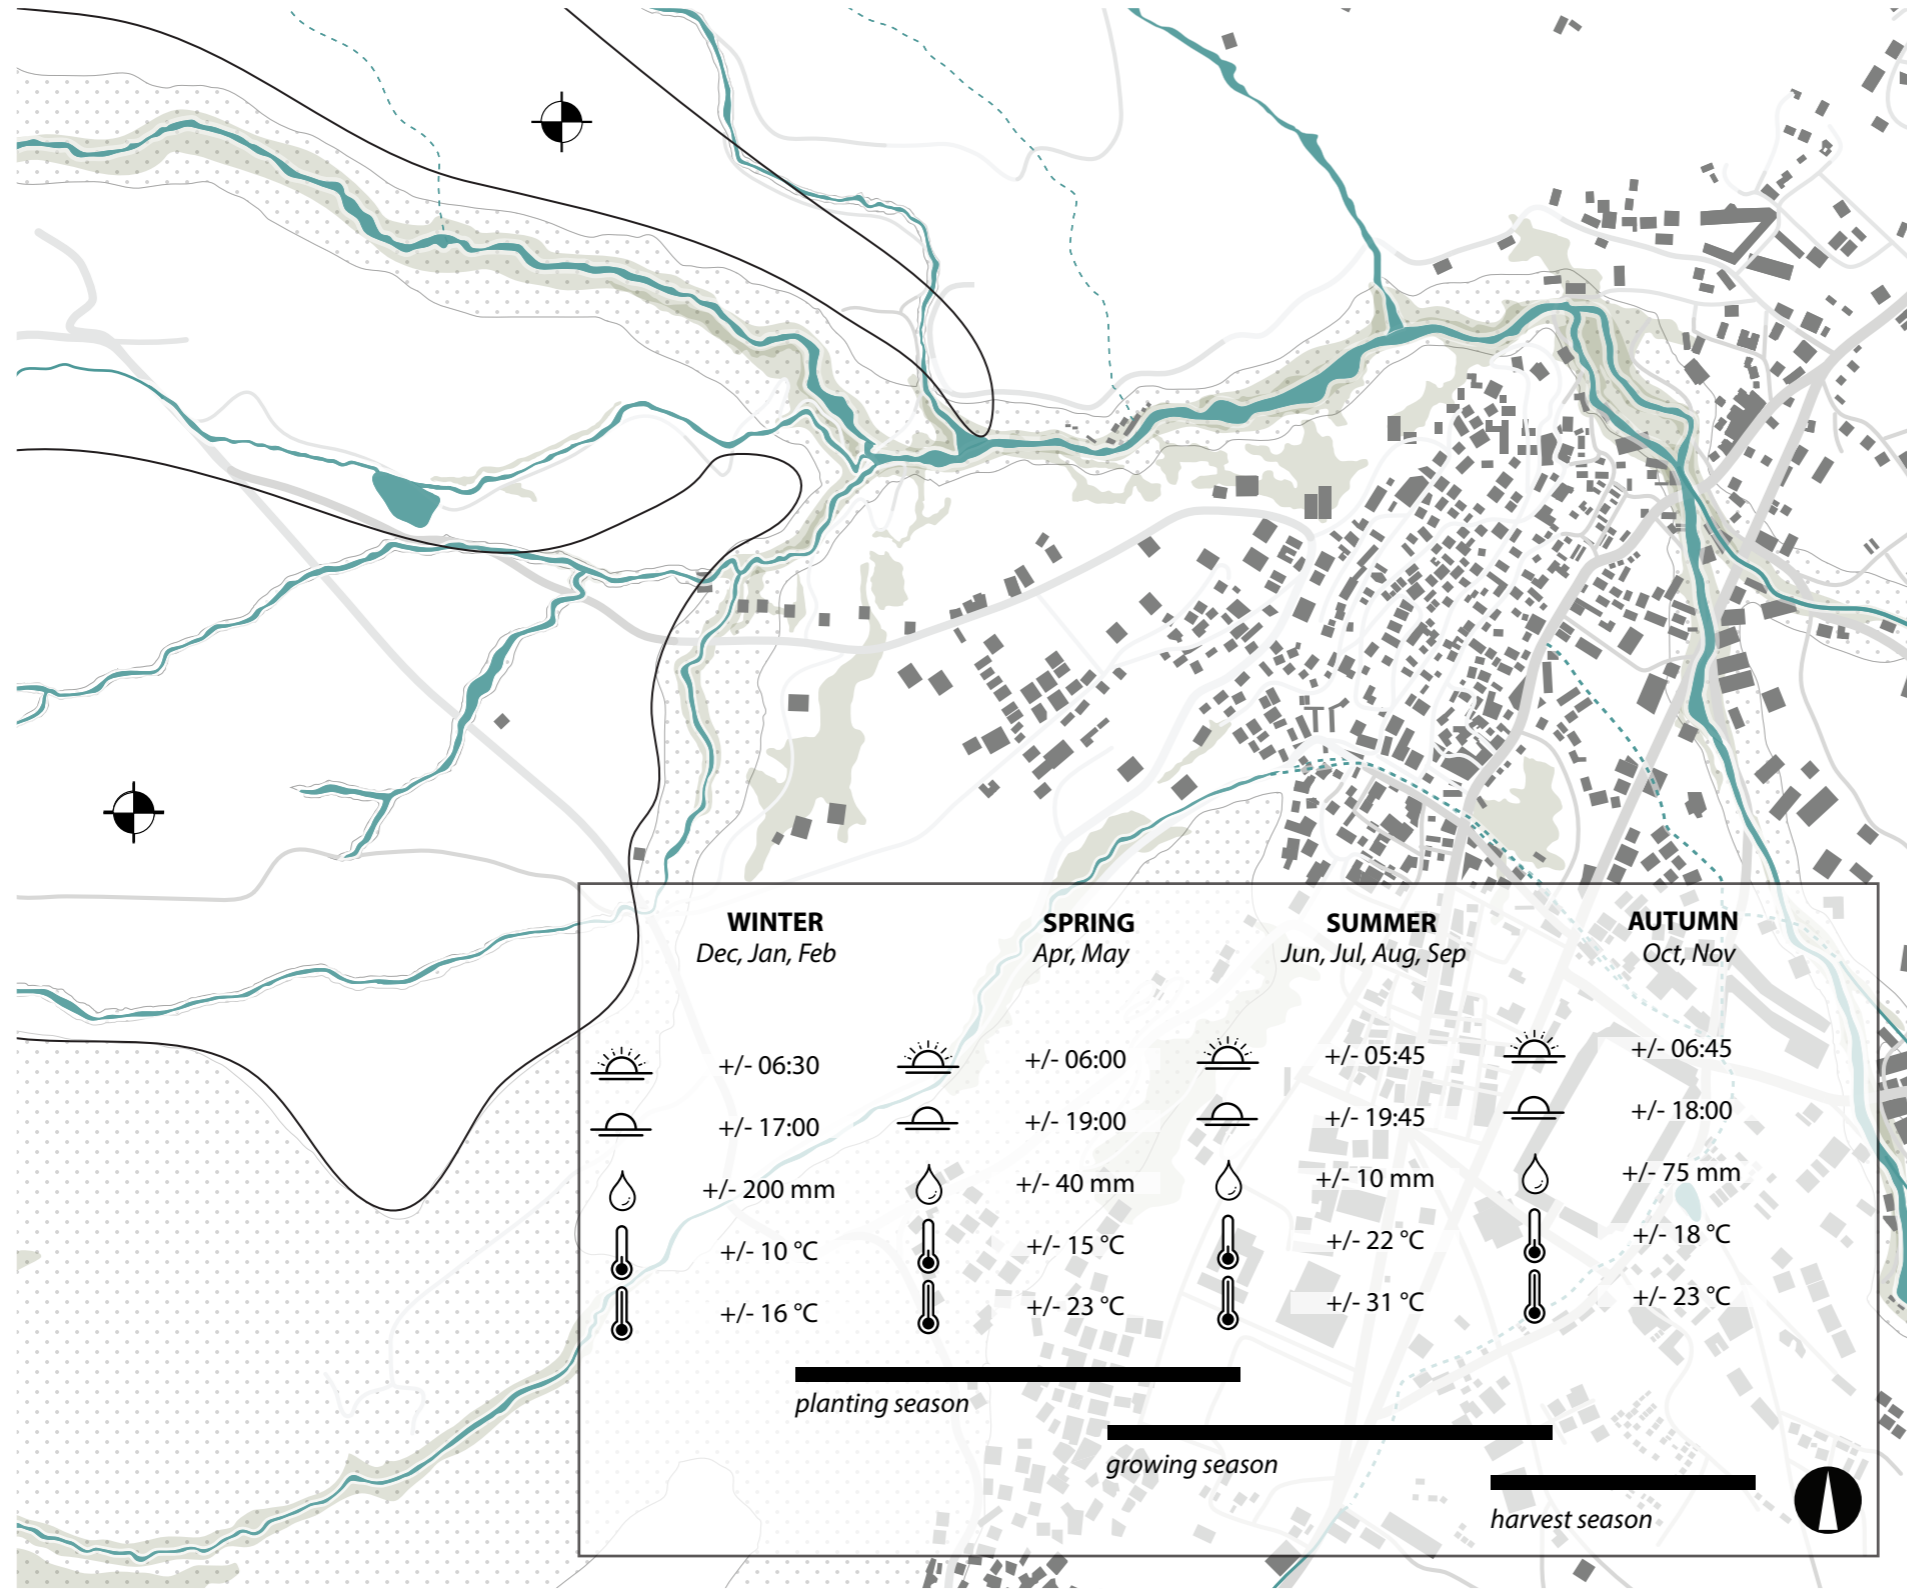 WINTER
Dec, Jan, Feb
+/- 06:30
+/- 17:00
+/- 200 mm
+/- 10 °C
+/- 16 °C
SPRING
Apr, May
+/- 06:00
+/- 19:00
+/- 40 mm
+/- 15 °C
+/- 23 °C
SUMMER
Jun, Jul, Aug, Sep
+/- 05:45
+/- 19:45
+/- 10 mm
+/- 22 °C
+/- 31 °C
AUTUMN
Oct, Nov
+/- 06:45
+/- 18:00
+/- 75 mm
+/- 18 °C
+/- 23 °C
planting season
growing season
harvest season